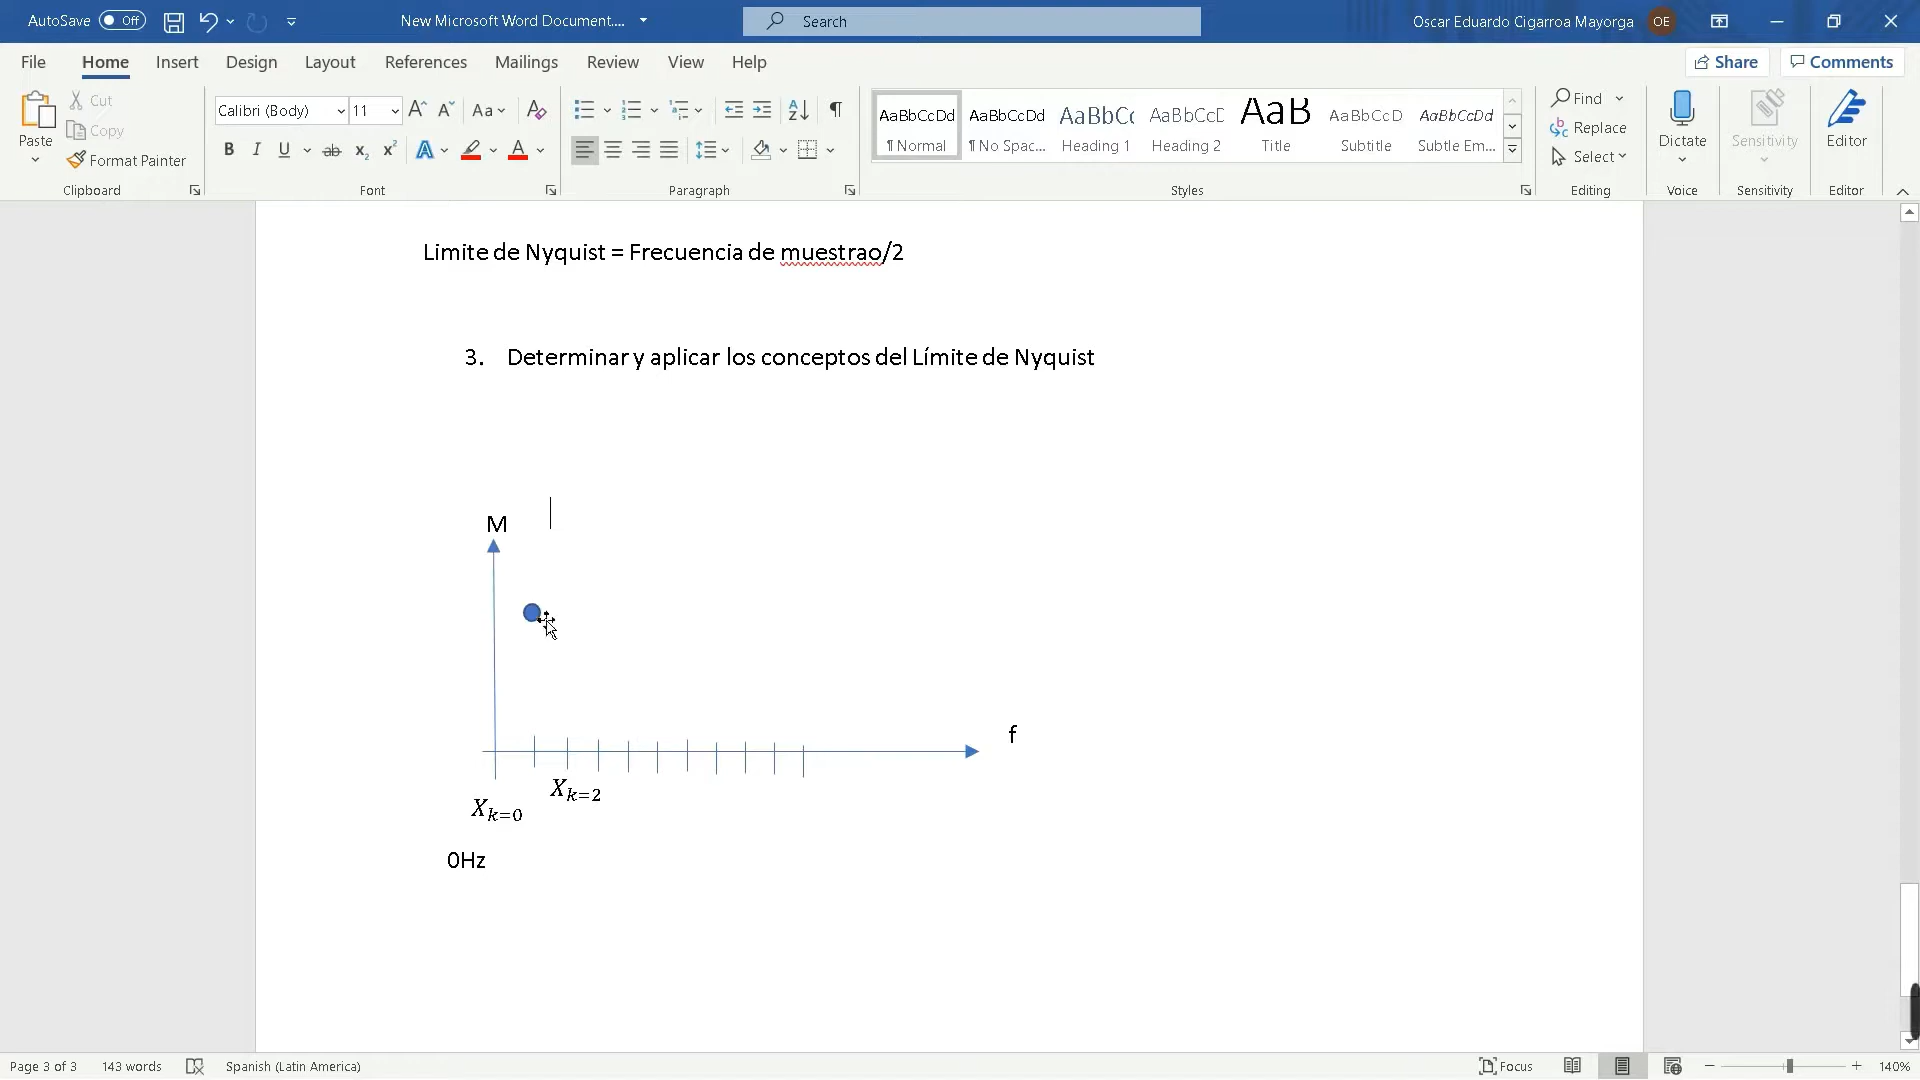 AutoSave Off New Microsoft Word Document.... Search Oscar Eduardo Cigarroa Mayorga OE
File Home Insert Design Layout References Mailings Review View Help Share Comments
Paste Cut Copy Format Painter
Clipboard
Calibri (Body) 11 Aa
B I U ab x₂ x² A A
Font
Paragraph
AaBbCcDd AaBbCcDd AaBbCc AaBbCcD AaB AaBbCcD AaBbCcDd
¶ Normal ¶ No Spac... Heading 1 Heading 2 Title Subtitle Subtle Em...
Styles
Find
Replace
Select
Editing
Dictate
Voice
Sensitivity
Sensitivity
Editor
Editor
Limite de Nyquist = Frecuencia de muestrao/2
3. Determinar y aplicar los conceptos del Límite de Nyquist
M
f
X_{k=0} X_{k=2}
0Hz
Page 3 of 3 143 words Spanish (Latin America) Focus 140%